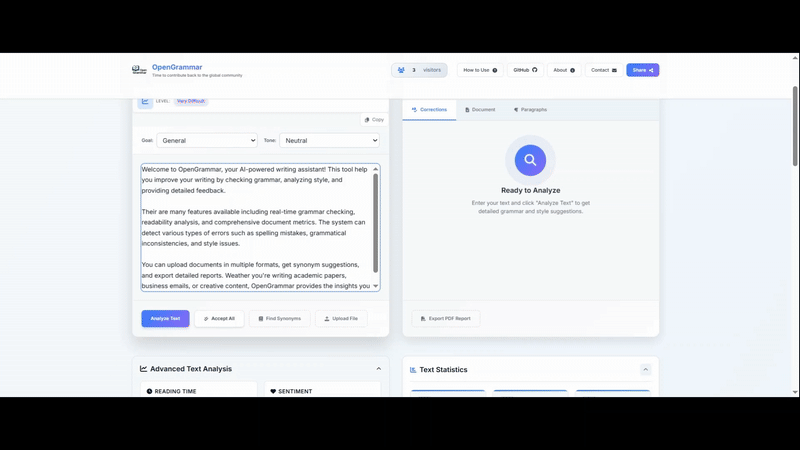 OpenGrammar
Time to contribute back to the global community
3 visitors
How to Use
GitHub
About
Contact
Share
LEVEL: Very Difficult
Copy
Goal: General
Tone: Neutral
Welcome to OpenGrammar, your AI-powered writing assistant! This tool help
you improve your writing by checking grammar, analyzing style, and
providing detailed feedback.
Their are many features available including real-time grammar checking,
readability analysis, and comprehensive document metrics. The system can
detect various types of errors such as spelling mistakes, grammatical
inconsistencies, and style issues.
You can upload documents in multiple formats, get synonym suggestions,
and export detailed reports. Weather you're writing academic papers,
business emails, or creative content, OpenGrammar provides the insights you
Analyze Text
Accept All
Find Synonyms
Upload File
Corrections
Document
Paragraphs
Ready to Analyze
Enter your text and click "Analyze Text" to get
detailed grammar and style suggestions.
Export PDF Report
Advanced Text Analysis
READING TIME
SENTIMENT
Text Statistics